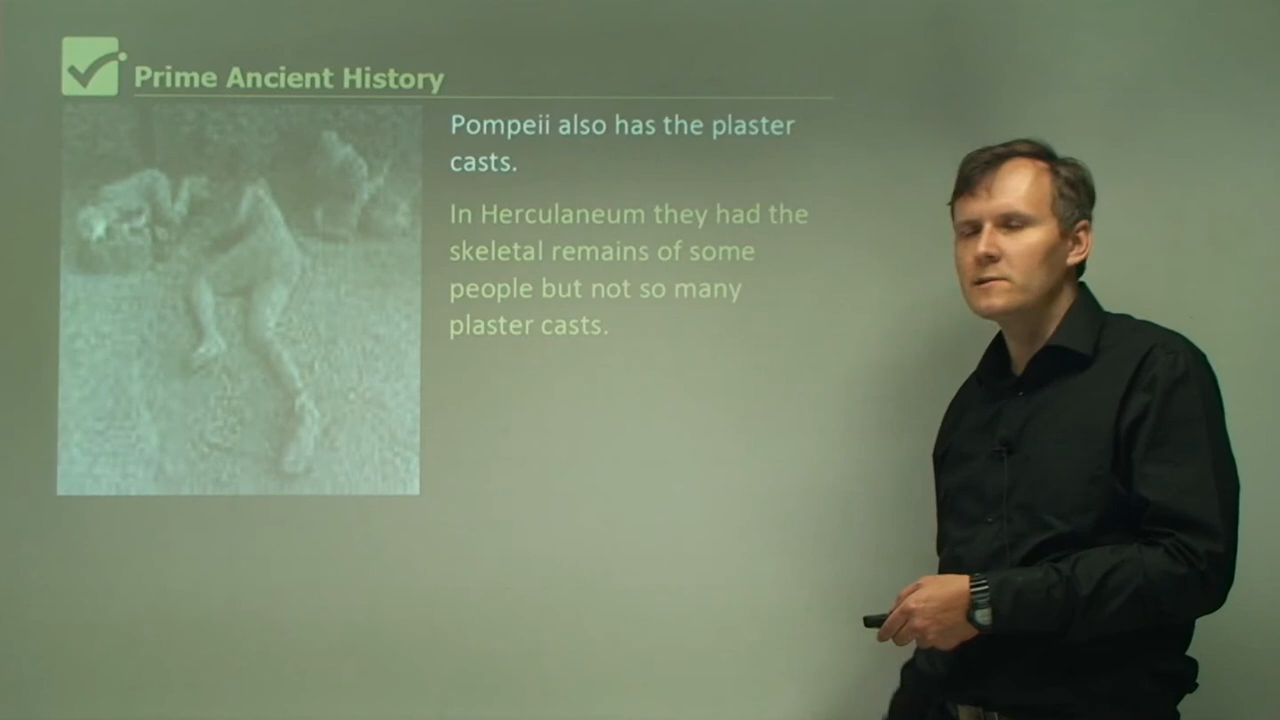 Prime Ancient History
Pompeii also has the plaster
casts.
In Herculaneum they had the
skeletal remains of some
people but not so many
plaster casts.